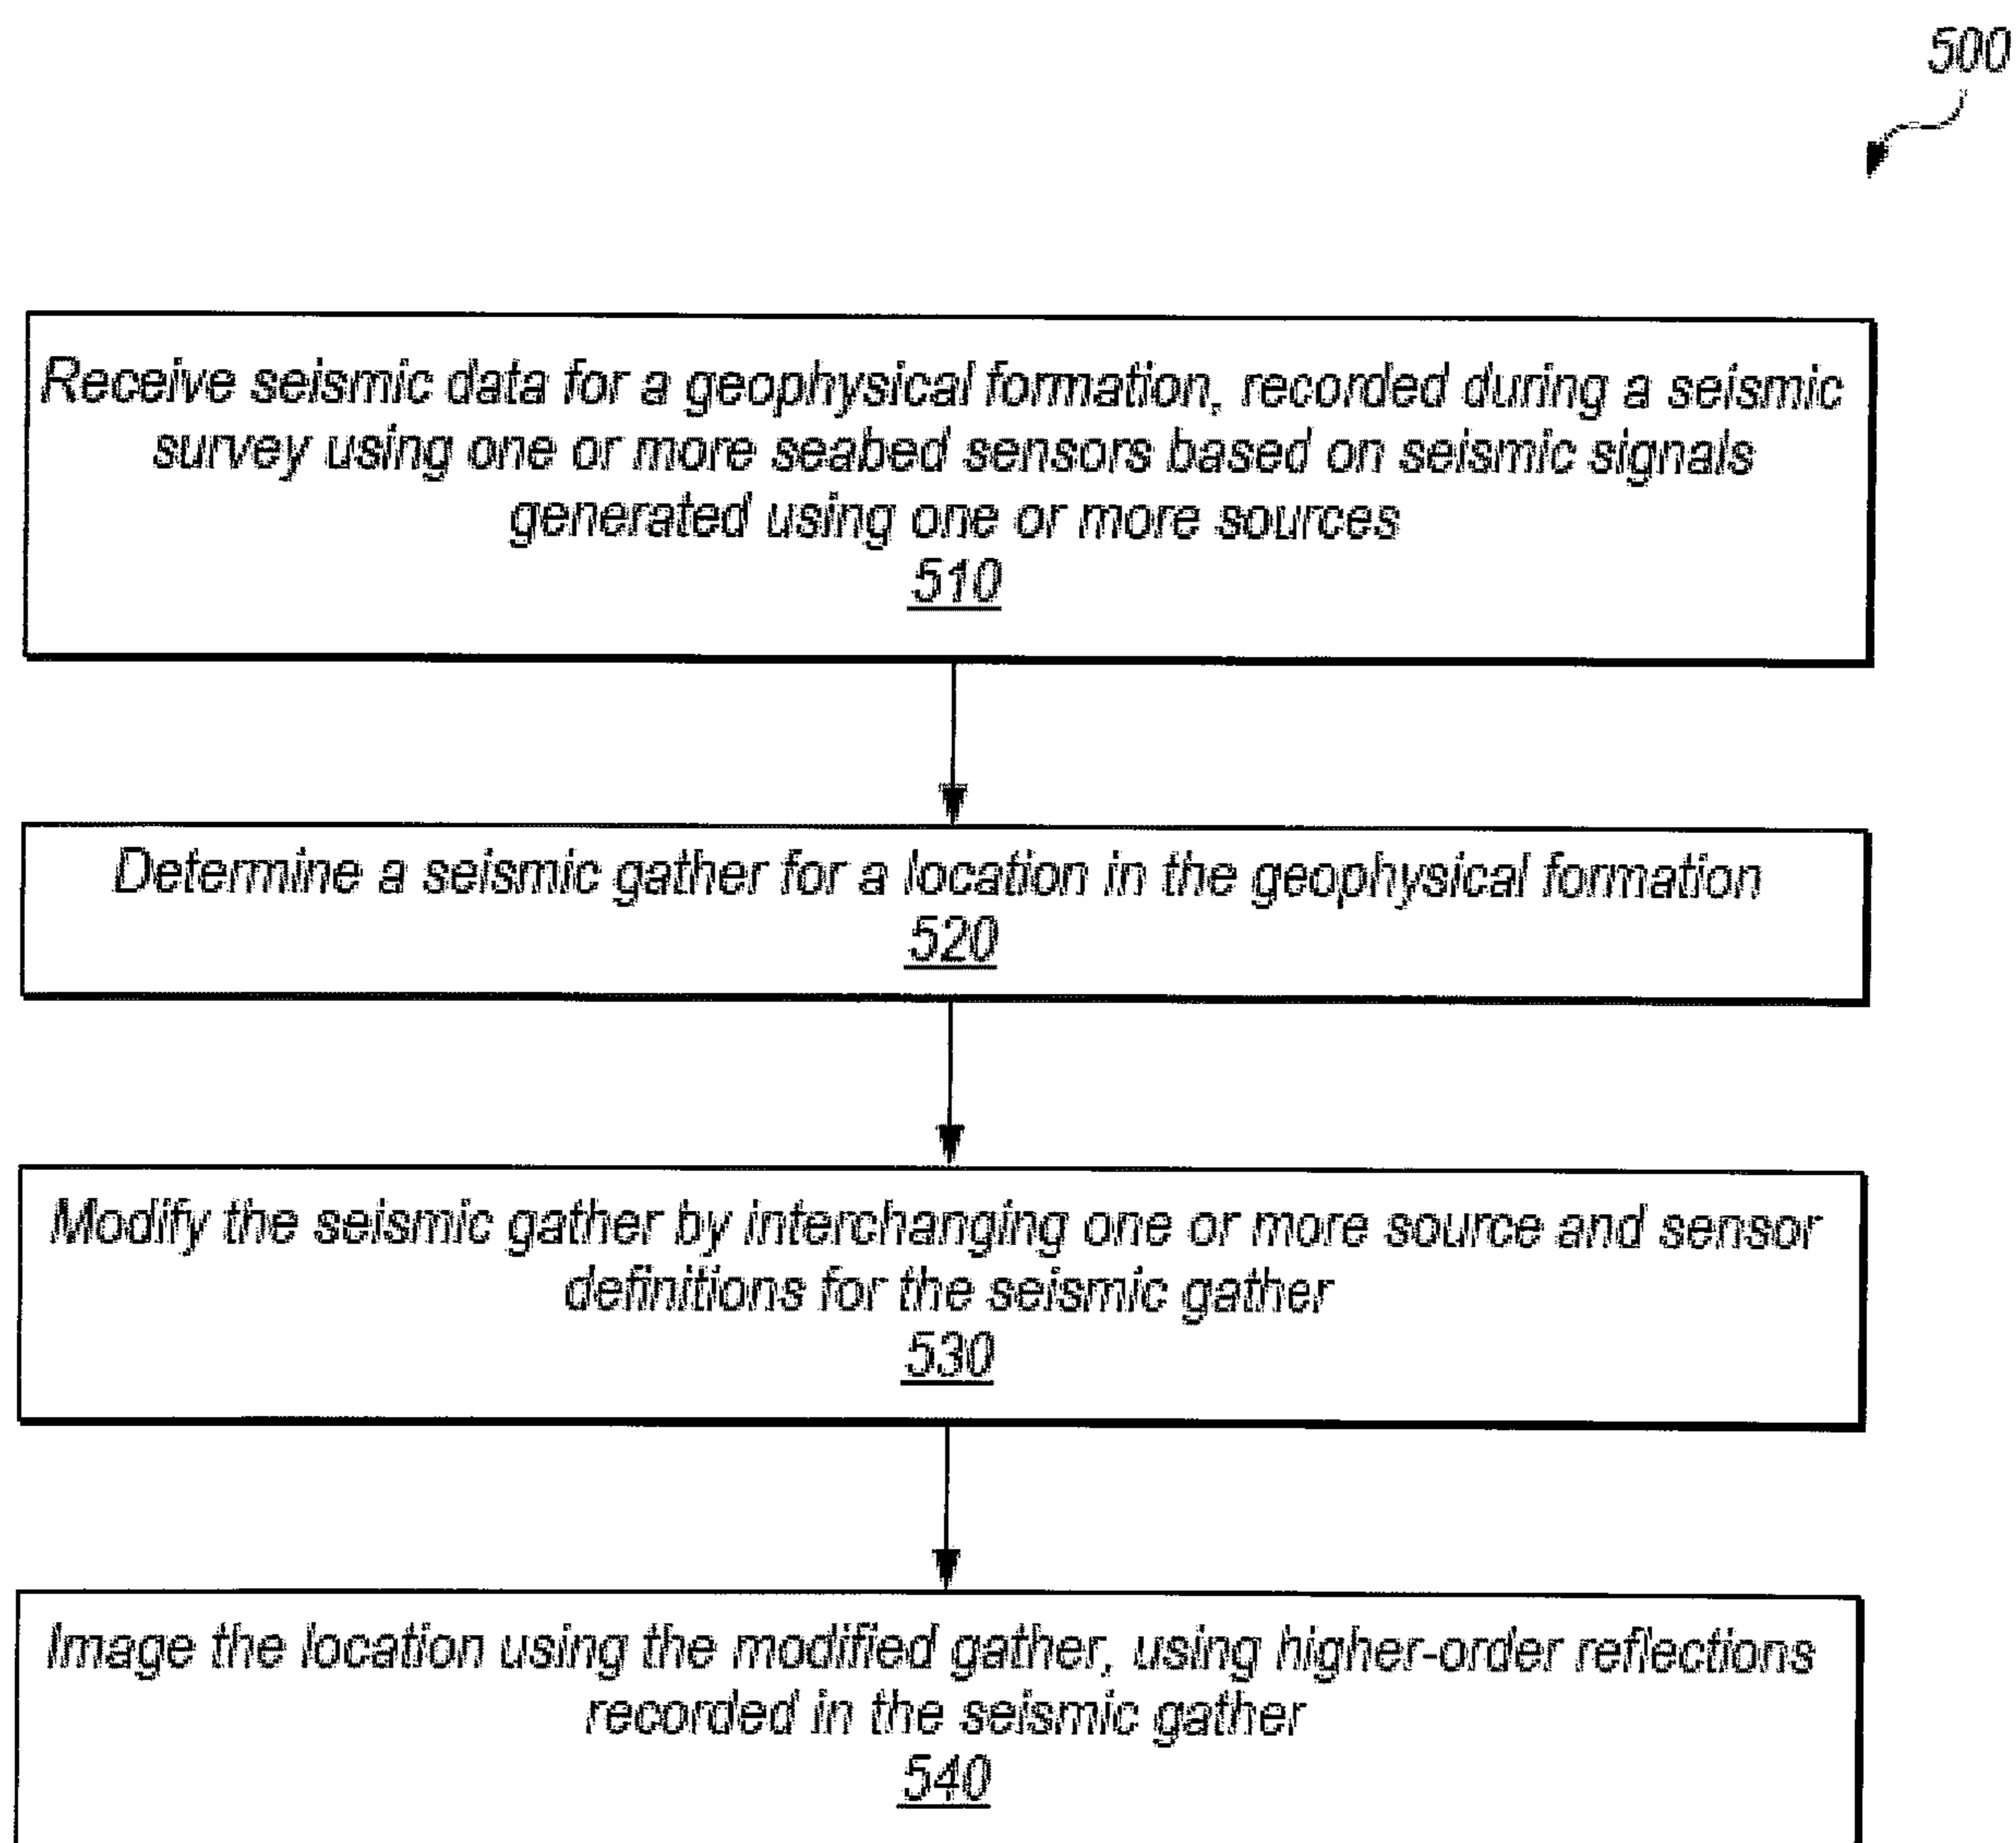 500
Receive seismic data for a geophysical formation, recorded during a seismic
survey using one or more seabed sensors based on seismic signals
generated using one or more sources
510
Determine a seismic gather for a location in the geophysical formation
520
Modify the seismic gather by interchanging one or more source and sensor
definitions for the seismic gather
530
Image the location using the modified gather, using higher-order reflections
recorded in the seismic gather
540